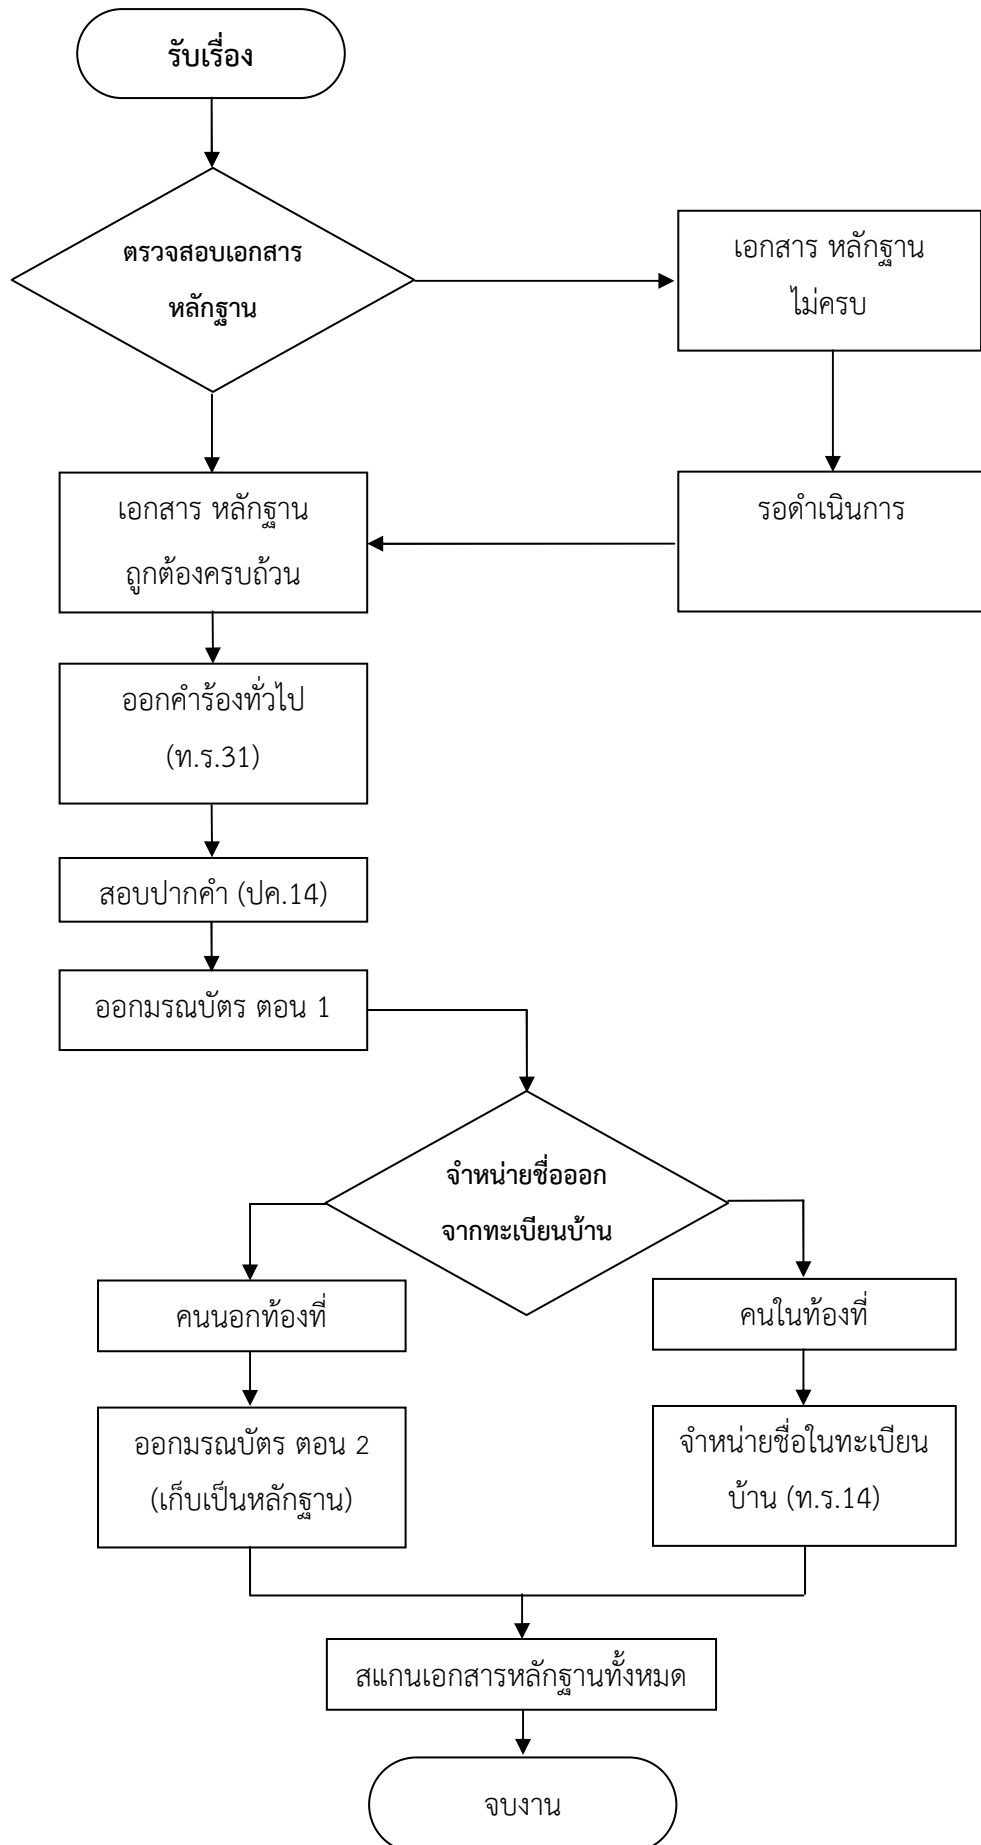 รับเรื่อง
ตรวจสอบเอกสาร
หลักฐาน
เอกสาร หลักฐาน
ไม่ครบ
เอกสาร หลักฐาน
ถูกต้องครบถ้วน
รอดำเนินการ
ออกคำร้องทั่วไป
(ท.ร.31)
สอบปากคำ (ปค.14)
ออกมรณบัตร ตอน 1
จำหน่ายชื่อออก
จากทะเบียนบ้าน
คนนอกท้องที่
คนในท้องที่
ออกมรณบัตร ตอน 2
(เก็บเป็นหลักฐาน)
จำหน่ายชื่อในทะเบียน
บ้าน (ท.ร.14)
สแกนเอกสารหลักฐานทั้งหมด
จบงาน